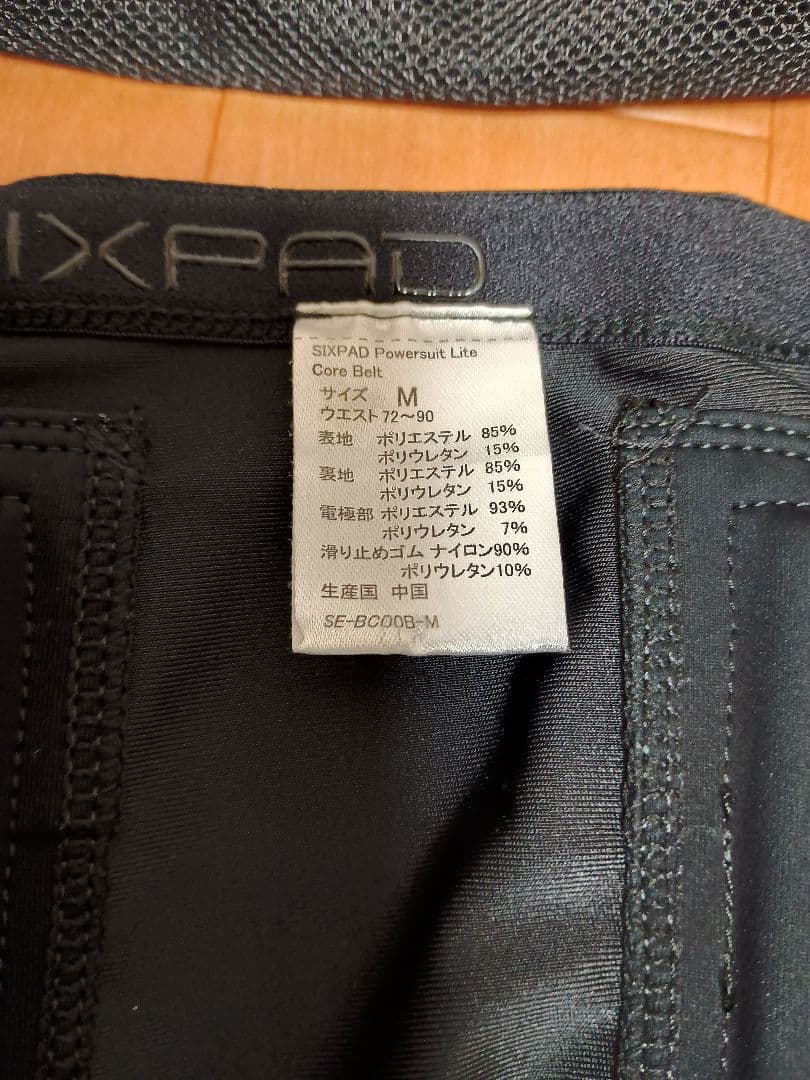 SIXPAD
SIXPAD Powersuit Lite
Core Belt
サイズ M
ウエスト72～90
表地 ポリエステル 85%
ポリウレタン 15%
裏地 ポリエステル 85%
ポリウレタン 15%
電極部 ポリエステル 93%
ポリウレタン 7%
滑り止めゴム ナイロン90%
ポリウレタン10%
生産国 中国
SE-BC00B-M